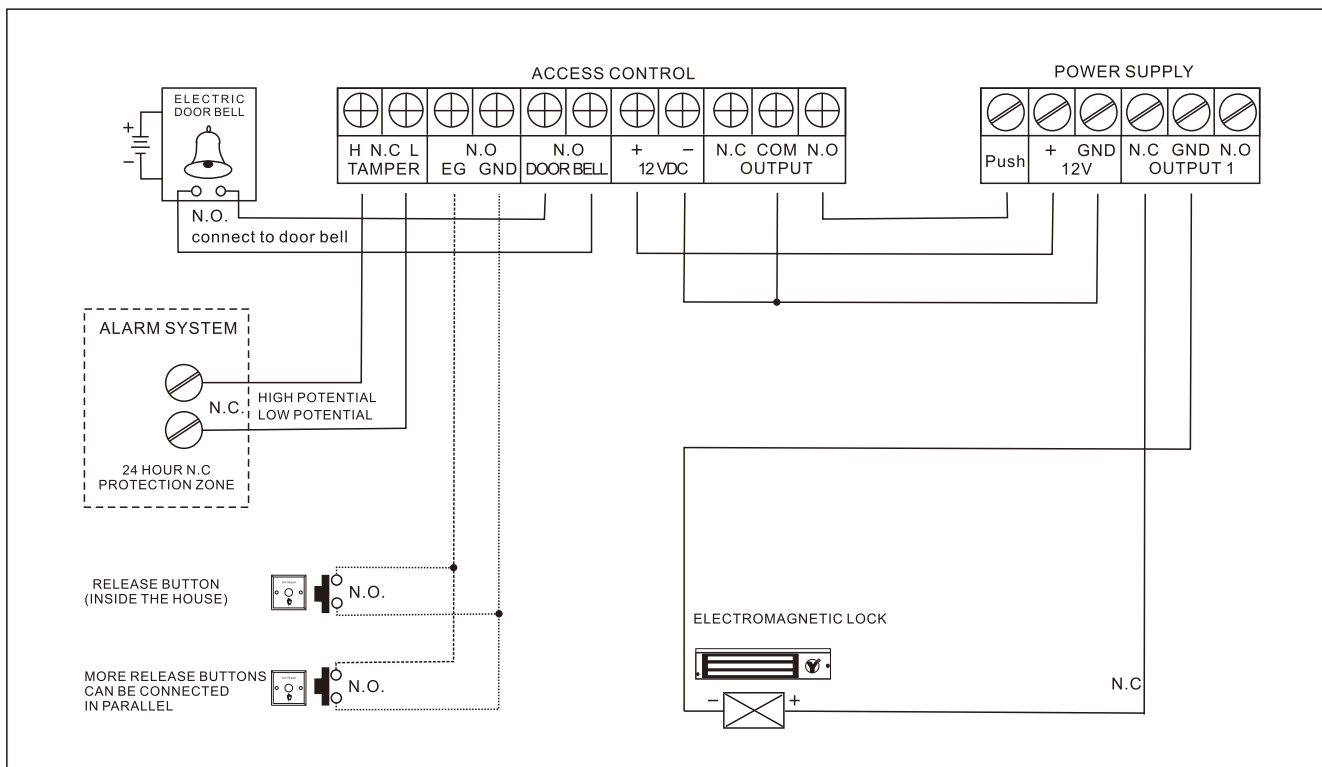 ACCESS CONTROL
POWER SUPPLY
ELECTRIC
DOOR BELL
+
−
H N.C L
TAMPER
N.O
EG GND
N.O
DOOR BELL
+ −
12 VDC
N.C COM N.O
OUTPUT
Push
+ GND
12V
N.C GND N.O
OUTPUT 1
N.O.
connect to door bell
ALARM SYSTEM
N.C.
HIGH POTENTIAL
LOW POTENTIAL
24 HOUR N.C
PROTECTION ZONE
RELEASE BUTTON
(INSIDE THE HOUSE)
N.O.
MORE RELEASE BUTTONS
CAN BE CONNECTED
IN PARALLEL
N.O.
ELECTROMAGNETIC LOCK
− +
N.C